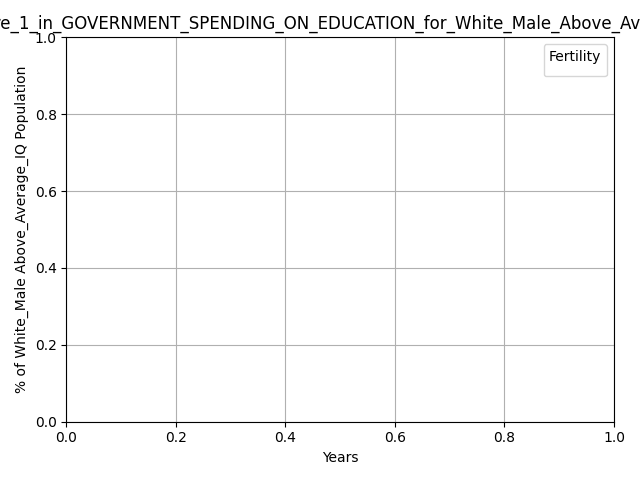 re_1_in_GOVERNMENT_SPENDING_ON_EDUCATION_for_White_Male_Above_Av
Fertility
% of White_Male Above_Average_IQ Population
1.0
0.8
0.6
0.4
0.2
0.0
0.0 0.2 0.4 0.6 0.8 1.0
Years